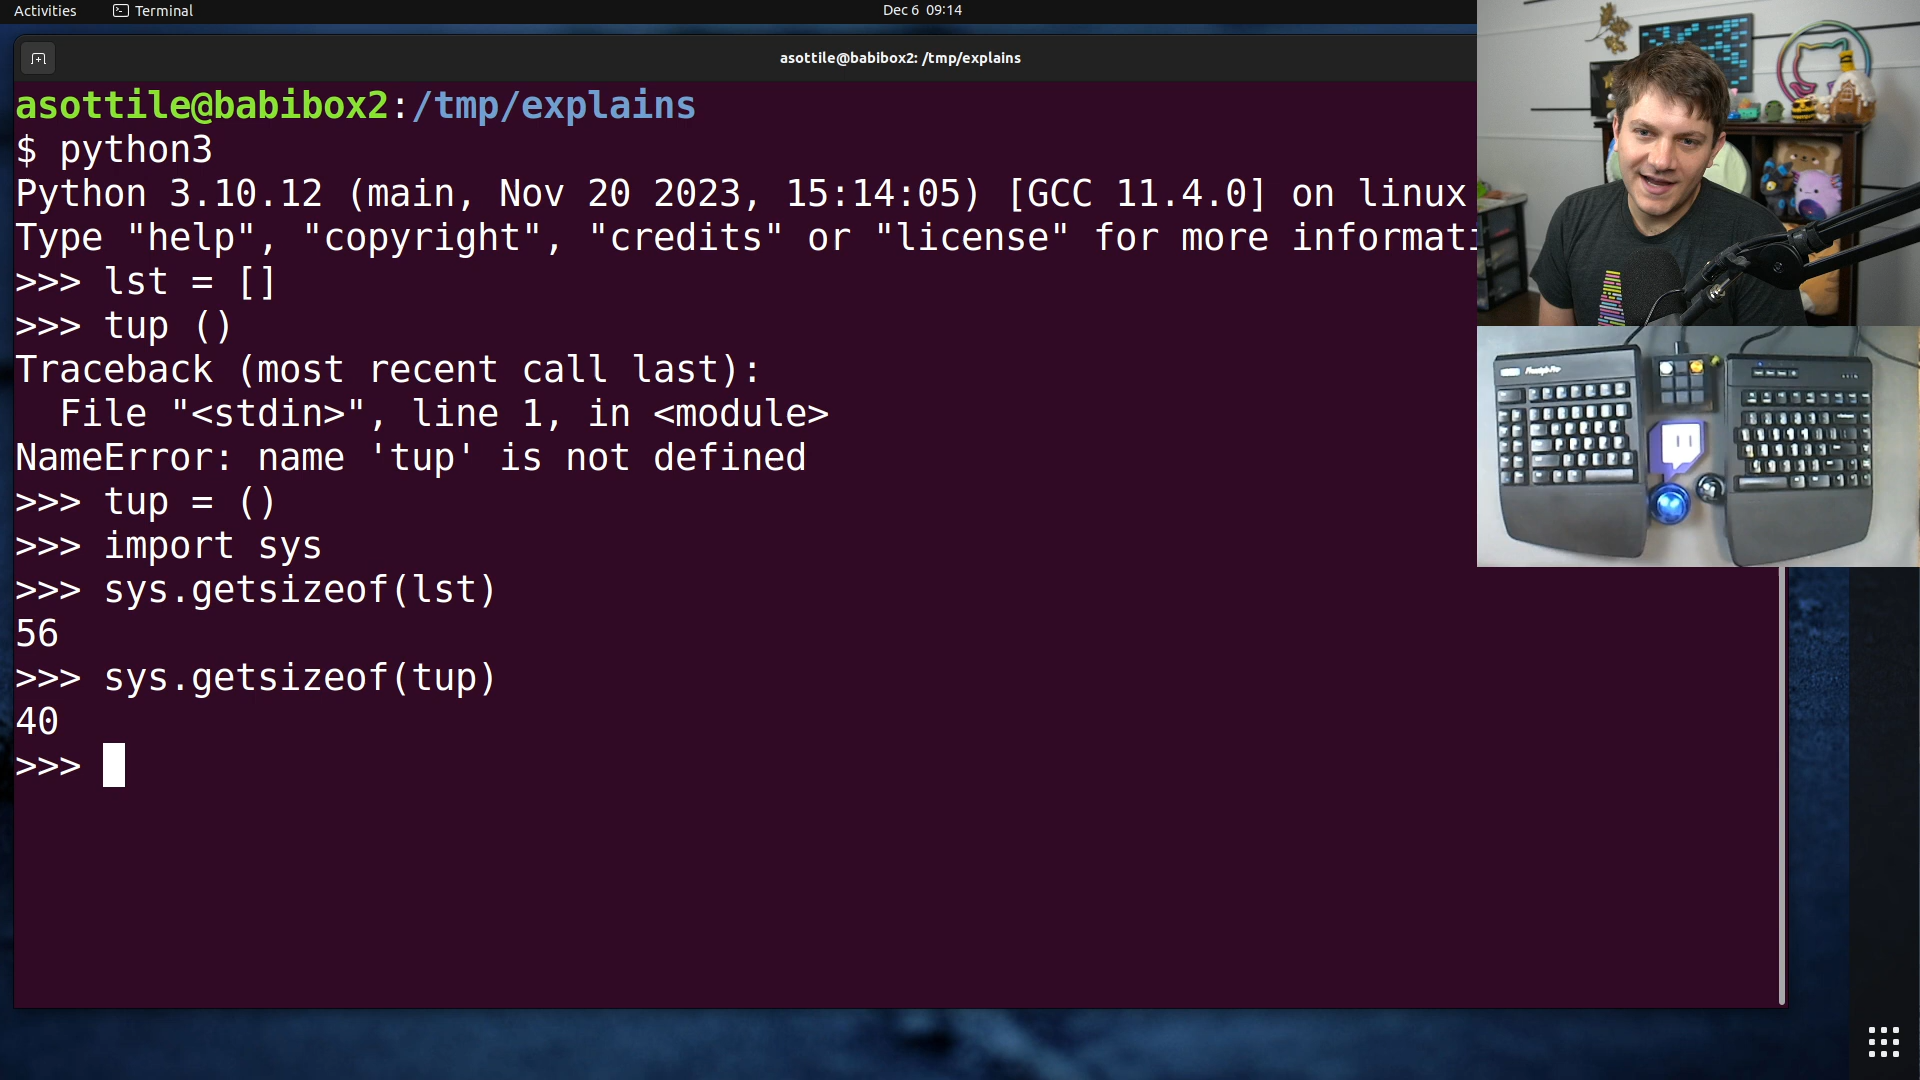 Activities
Terminal
Dec 6 09:14
asottile@babibox2: /tmp/explains
asottile@babibox2:/tmp/explains
$ python3
Python 3.10.12 (main, Nov 20 2023, 15:14:05) [GCC 11.4.0] on linux
Type "help", "copyright", "credits" or "license" for more informati
>>> lst = []
>>> tup ()
Traceback (most recent call last):
  File "<stdin>", line 1, in <module>
NameError: name 'tup' is not defined
>>> tup = ()
>>> import sys
>>> sys.getsizeof(lst)
56
>>> sys.getsizeof(tup)
40
>>>